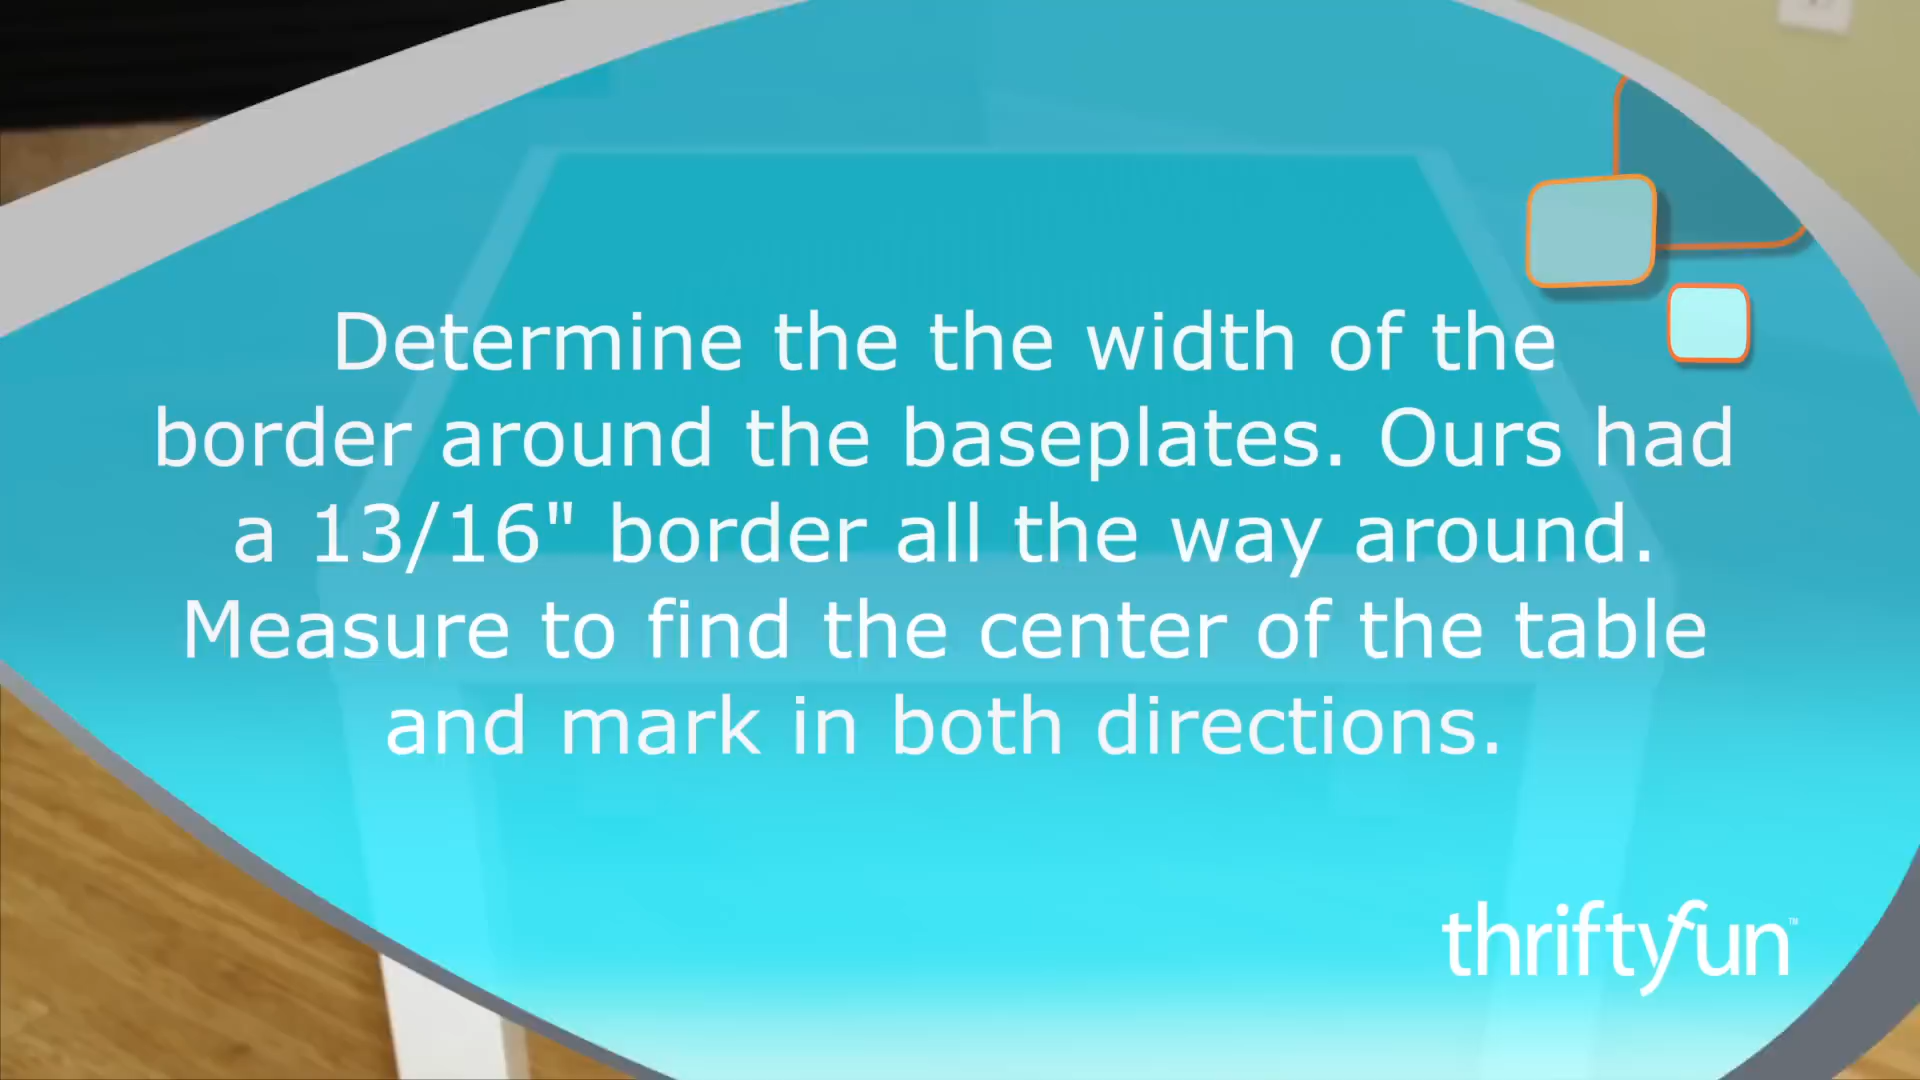 Determine the the width of the
border around the baseplates. Ours had
a 13/16" border all the way around.
Measure to find the center of the table
and mark in both directions.
thriftyfun™